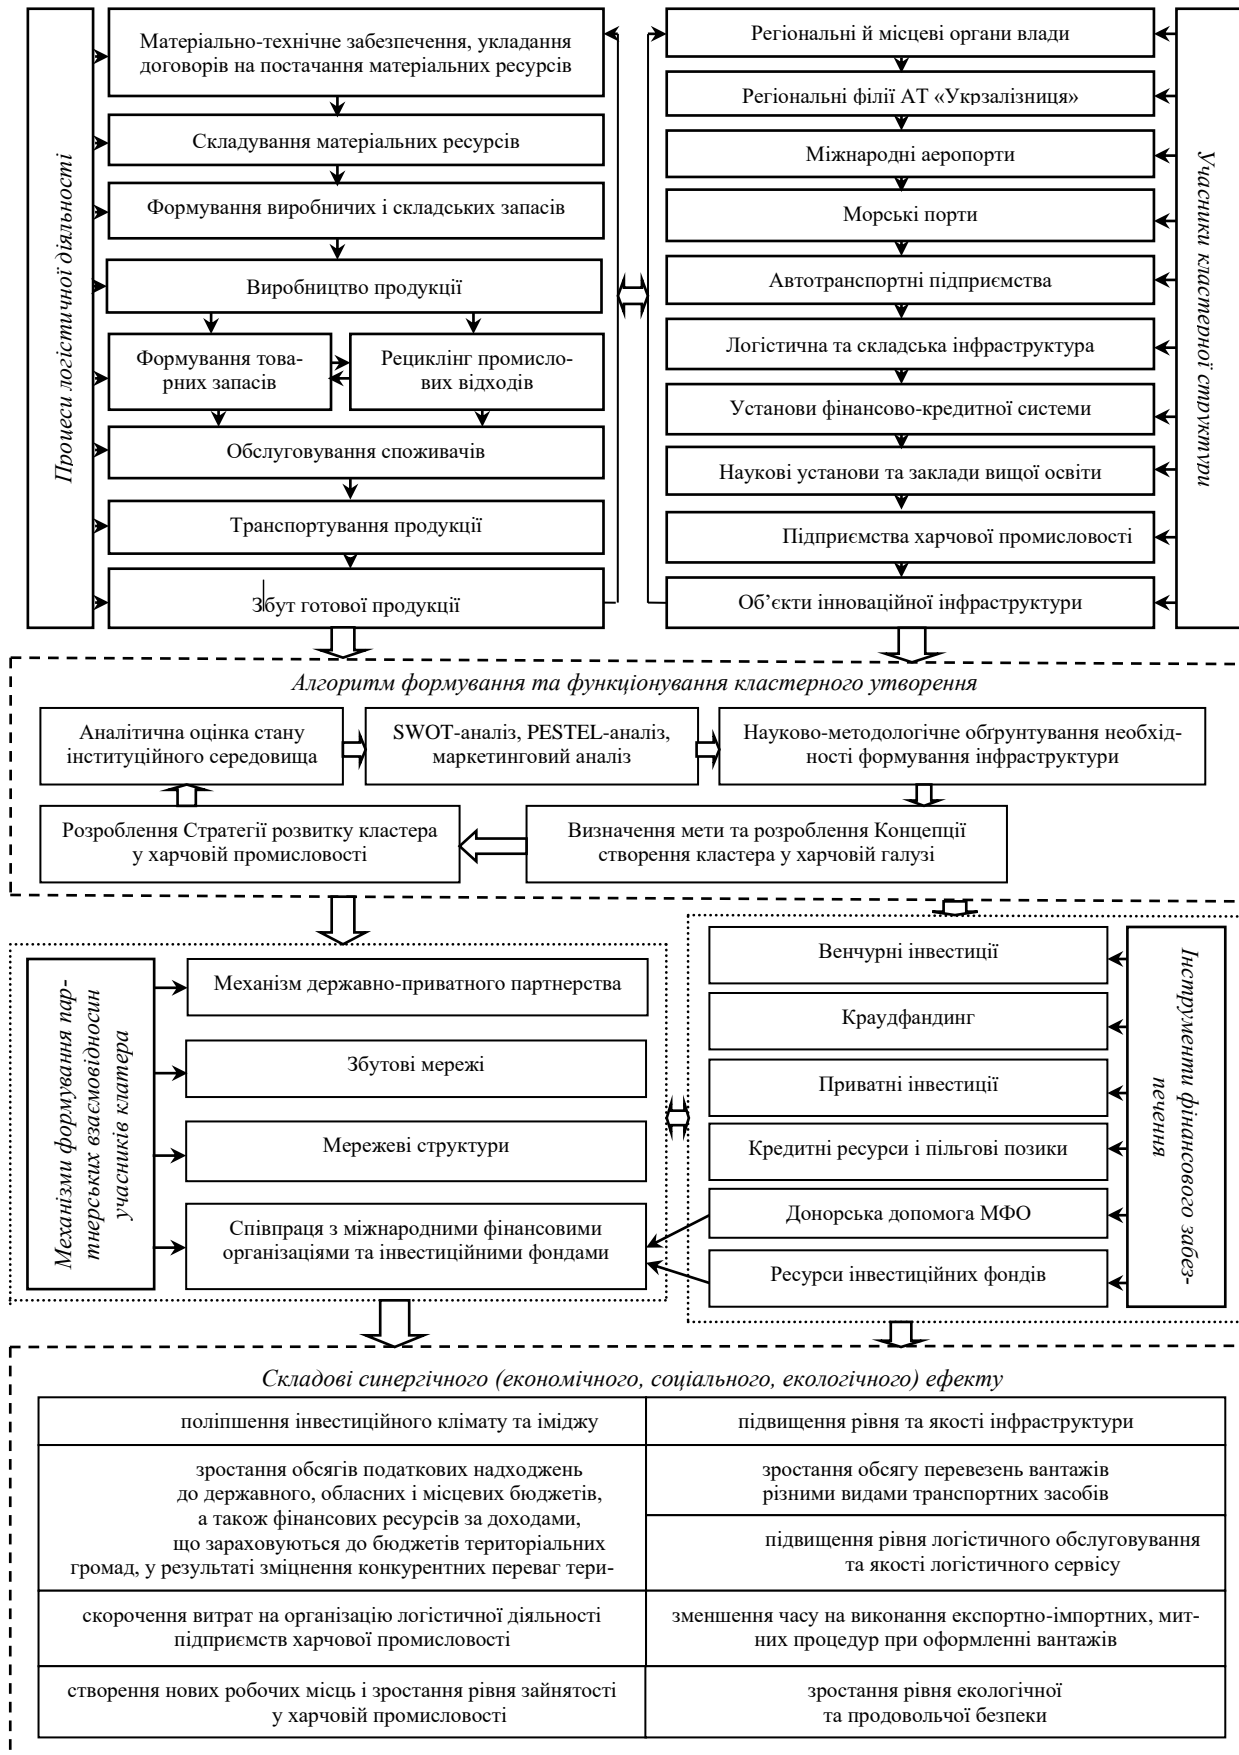 Процеси логістичної діяльності
Матеріально-технічне забезпечення, укладання
договорів на постачання матеріальних ресурсів
Складування матеріальних ресурсів
Формування виробничих і складських запасів
Виробництво продукції
Формування това-
рних запасів
Рециклінг промисло-
вих відходів
Обслуговування споживачів
Транспортування продукції
Збут готової продукції
Регіональні й місцеві органи влади
Регіональні філії АТ «Укрзалізниця»
Міжнародні аеропорти
Морські порти
Автотранспортні підприємства
Логістична та складська інфраструктура
Установи фінансово-кредитної системи
Наукові установи та заклади вищої освіти
Підприємства харчової промисловості
Об’єкти інноваційної інфраструктури
Учасники кластерної структури
Алгоритм формування та функціонування кластерного утворення
Аналітична оцінка стану
інституційного середовища
SWOT-аналіз, PESTEL-аналіз,
маркетинговий аналіз
Науково-методологічне обґрунтування необхід-
ності формування інфраструктури
Розроблення Стратегії розвитку кластера
у харчовій промисловості
Визначення мети та розроблення Концепції
створення кластера у харчовій галузі
Механізми формування пар-
тнерських взаємовідносин
учасників клатера
Механізм державно-приватного партнерства
Збутові мережі
Мережеві структури
Співпраця з міжнародними фінансовими
організаціями та інвестиційними фондами
Венчурні інвестиції
Краудфандинг
Приватні інвестиції
Кредитні ресурси і пільгові позики
Донорська допомога МФО
Ресурси інвестиційних фондів
Інструменти фінансового забез-
печення
Складові синергічного (економічного, соціального, екологічного) ефекту
поліпшення інвестиційного клімату та іміджу
підвищення рівня та якості інфраструктури
зростання обсягів податкових надходжень
до державного, обласних і місцевих бюджетів,
а також фінансових ресурсів за доходами,
що зараховуються до бюджетів територіальних
громад, у результаті зміцнення конкурентних переваг тери-
зростання обсягу перевезень вантажів
різними видами транспортних засобів
підвищення рівня логістичного обслуговування
та якості логістичного сервісу
скорочення витрат на організацію логістичної діяльності
підприємств харчової промисловості
зменшення часу на виконання експортно-імпортних, мит-
них процедур при оформленні вантажів
створення нових робочих місць і зростання рівня зайнятості
у харчовій промисловості
зростання рівня екологічної
та продовольчої безпеки